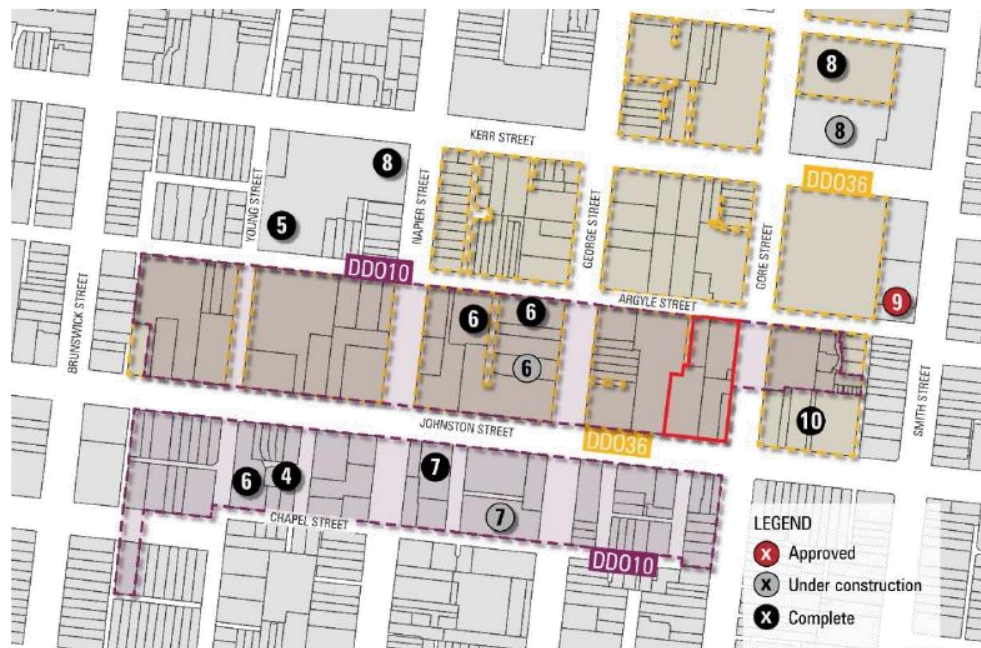 8
8
KERR STREET
8
DDO36
YOUNG STREET
NAPIER STREET
5
GEORGE STREET
GORE STREET
DDO10
ARGYLE STREET
9
BRUNSWICK STREET
6
6
6
JOHNSTON STREET
DDO36
10
SMITH STREET
6
4
7
7
CHAPEL STREET
DDO10
LEGEND
X Approved
X Under construction
X Complete